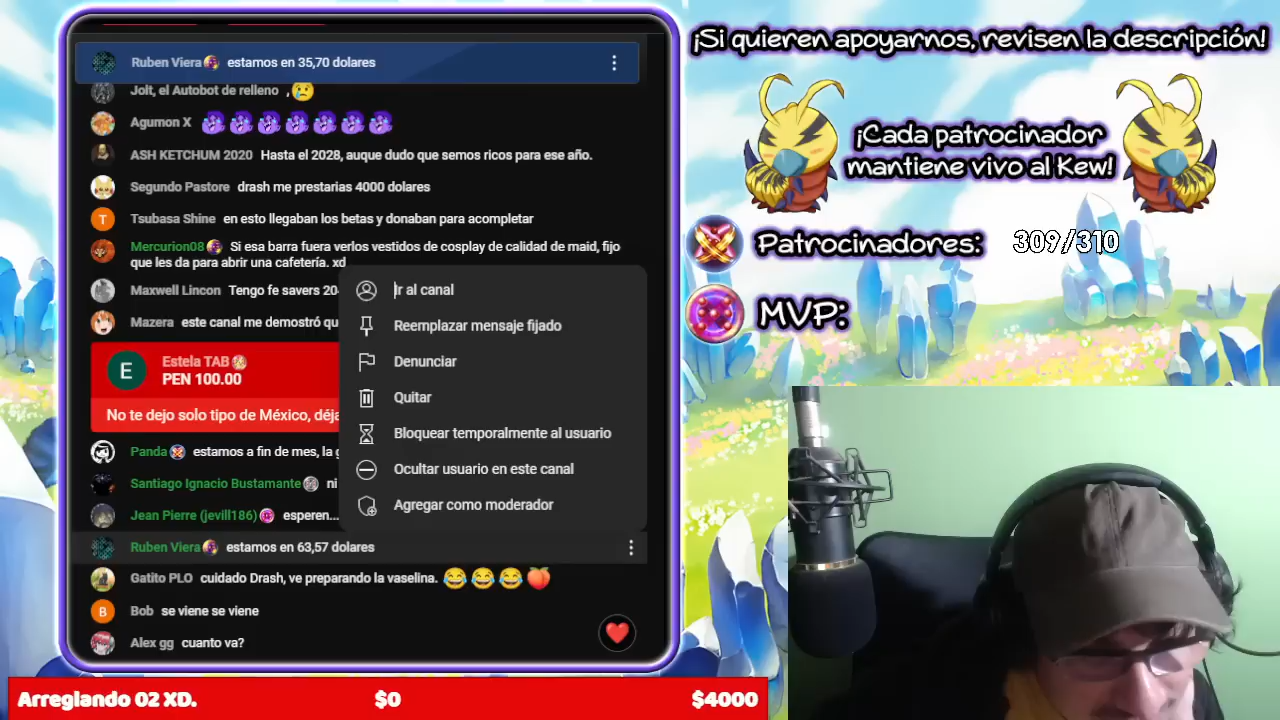 Ruben Viera estamos en 35,70 dolares
Jolt, el Autobot de relleno ,😢
Agumon X
ASH KETCHUM 2020 Hasta el 2028, auque dudo que semos ricos para ese año.
Segundo Pastore drash me prestarias 4000 dolares
T Tsubasa Shine en esto llegaban los betas y donaban para acompletar
Mercurion08 Si esa barra fuera verlos vestidos de cosplay de calidad de maid, fijo
que les da para abrir una cafetería. xd
Maxwell Lincon Tengo fe savers 20
Mazera este canal me demostró qu
E Estela TAB
PEN 100.00
No te dejo solo tipo de México, déja
Panda estamos a fin de mes, la g
Santiago Ignacio Bustamante ni
Jean Pierre (jevill186) esperen...
Ruben Viera estamos en 63,57 dolares
Gatito PLO cuidado Drash, ve preparando la vaselina. 😂😂😂🍑
B Bob se viene se viene
Alex gg cuanto va?
Ir al canal
Reemplazar mensaje fijado
Denunciar
Quitar
Bloquear temporalmente al usuario
Ocultar usuario en este canal
Agregar como moderador
Arreglando 02 XD. $0 $4000
¡Si quieren apoyarnos, revisen la descripción!
¡Cada patrocinador
mantiene vivo al Kew!
Patrocinadores: 309/310
MVP: